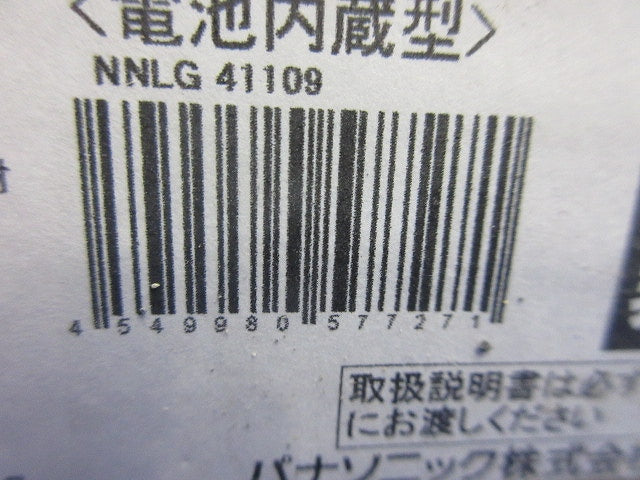 〈電池内蔵型〉
NNLG 41109
4 549980 577271
取扱説明書は必ず
にお渡しください
パナソニック株式会